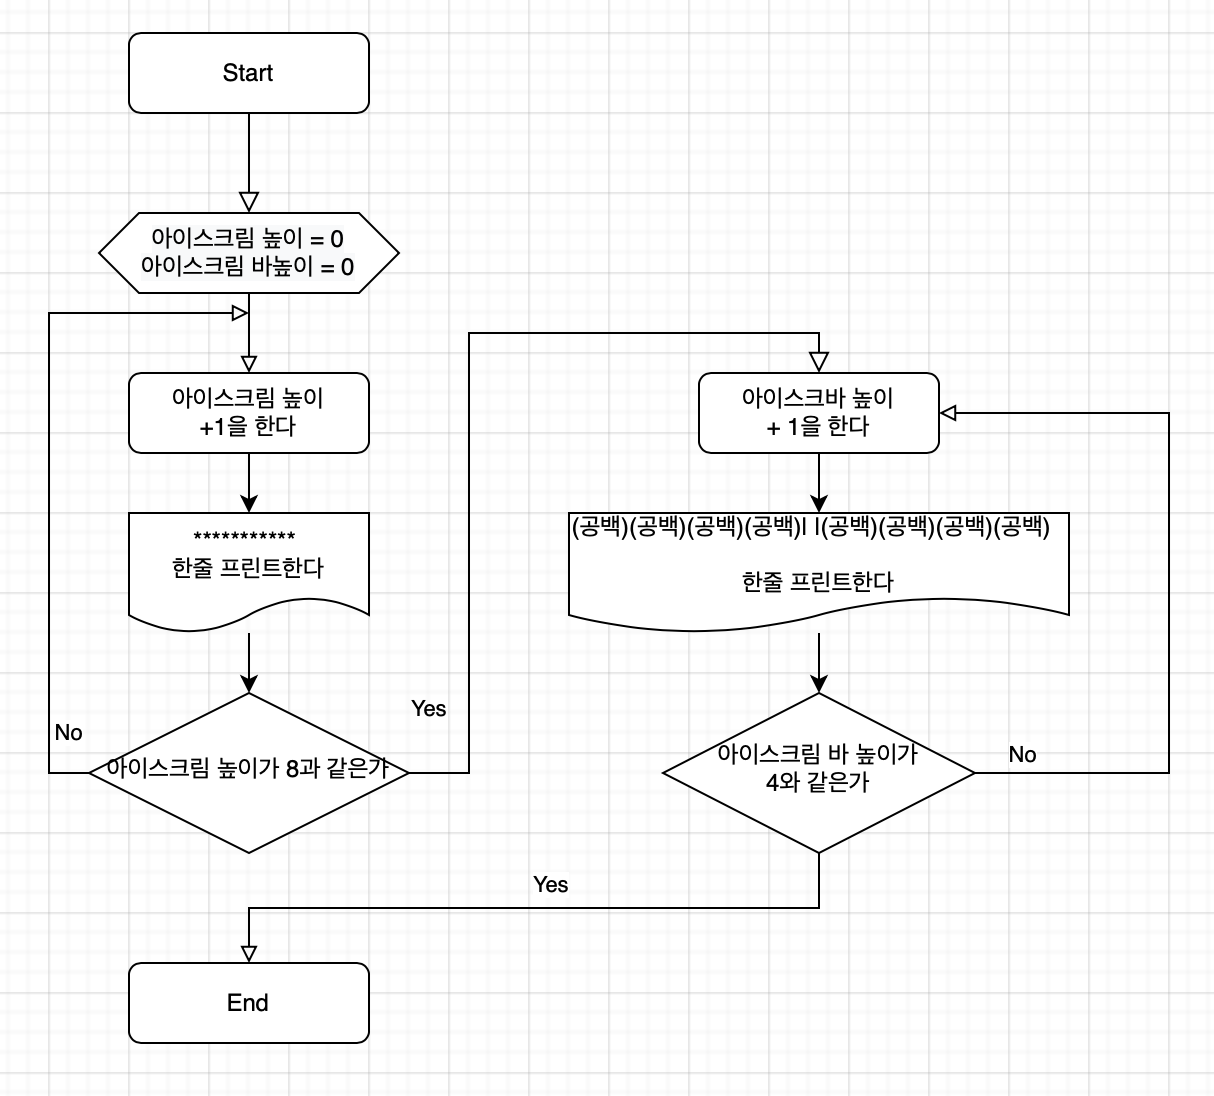 Start
아이스크림 높이 = 0
아이스크림 바높이 = 0
아이스크림 높이
+1을 한다
***********
한줄 프린트한다
아이스크림 높이가 8과 같은가
No
Yes
아이스크바 높이
+ 1을 한다
(공백)(공백)(공백)(공백)| |(공백)(공백)(공백)(공백)
한줄 프린트한다
아이스크림 바 높이가
4와 같은가
No
Yes
End